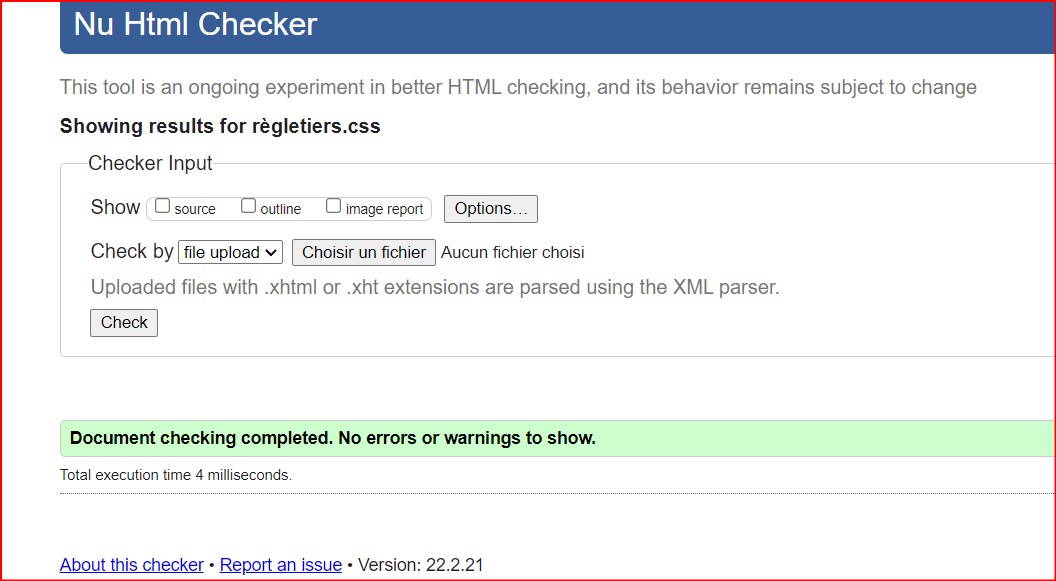 Nu Html Checker
This tool is an ongoing experiment in better HTML checking, and its behavior remains subject to change
Showing results for règletiers.css
Checker Input
Show source outline image report Options…
Check by file upload Choisir un fichier Aucun fichier choisi
Uploaded files with .xhtml or .xht extensions are parsed using the XML parser.
Check
Document checking completed. No errors or warnings to show.
Total execution time 4 milliseconds.
About this checker • Report an issue • Version: 22.2.21